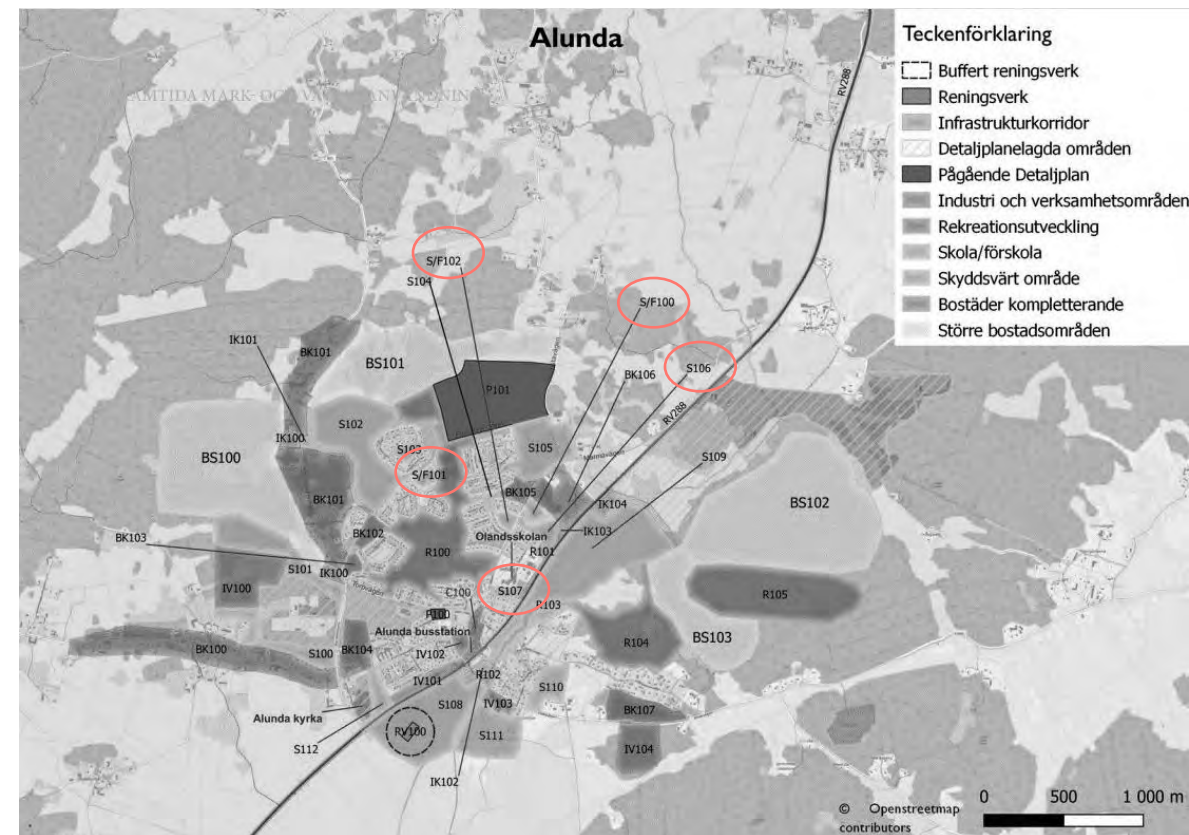 Alunda
Teckenförklaring
Buffert reningsverk
Reningsverk
Infrastrukturkorridor
Detaljplanelagda områden
Pågående Detaljplan
Industri och verksamhetsområden
Rekreationsutveckling
Skola/förskola
Skyddsvärt område
Bostäder kompletterande
Större bostadsområden
RV288
S/F102
S104
S/F100
IK101
BK101
BS101
S106
BK106
P101
RV288
S102
S103
S105
IK100
S109
BS100
S/F101
BK101
BK105
IK104
BS102
BK103
BK102
Olandsskolan
IK103
R100
R101
S101
IK100
IV100
C100
S107
R103
R105
P100
Alunda busstation
R104
BS103
BK100
S100
BK104
IV102
IV101
R102
S110
S108
IV103
BK107
Alunda kyrka
RV100
S111
IV104
S112
IK102
0 500 1 000 m
© Openstreetmap
contributors